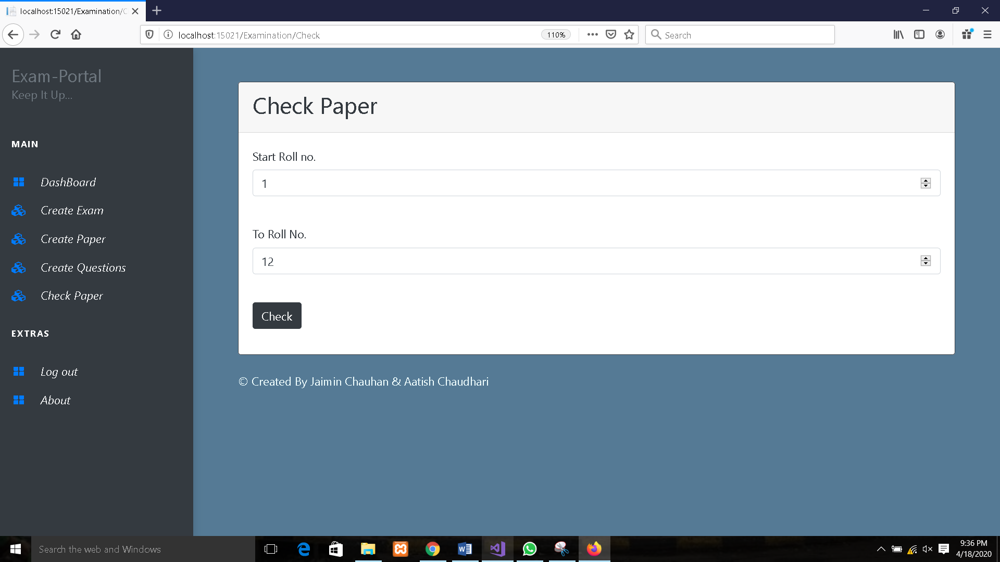 localhost:15021/Examination/C
localhost:15021/Examination/Check
110%
Search
Exam-Portal
Keep It Up...
MAIN
DashBoard
Create Exam
Create Paper
Create Questions
Check Paper
EXTRAS
Log out
About
Check Paper
Start Roll no.
1
To Roll No.
12
Check
© Created By Jaimin Chauhan & Aatish Chaudhari
Search the web and Windows
9:36 PM
4/18/2020